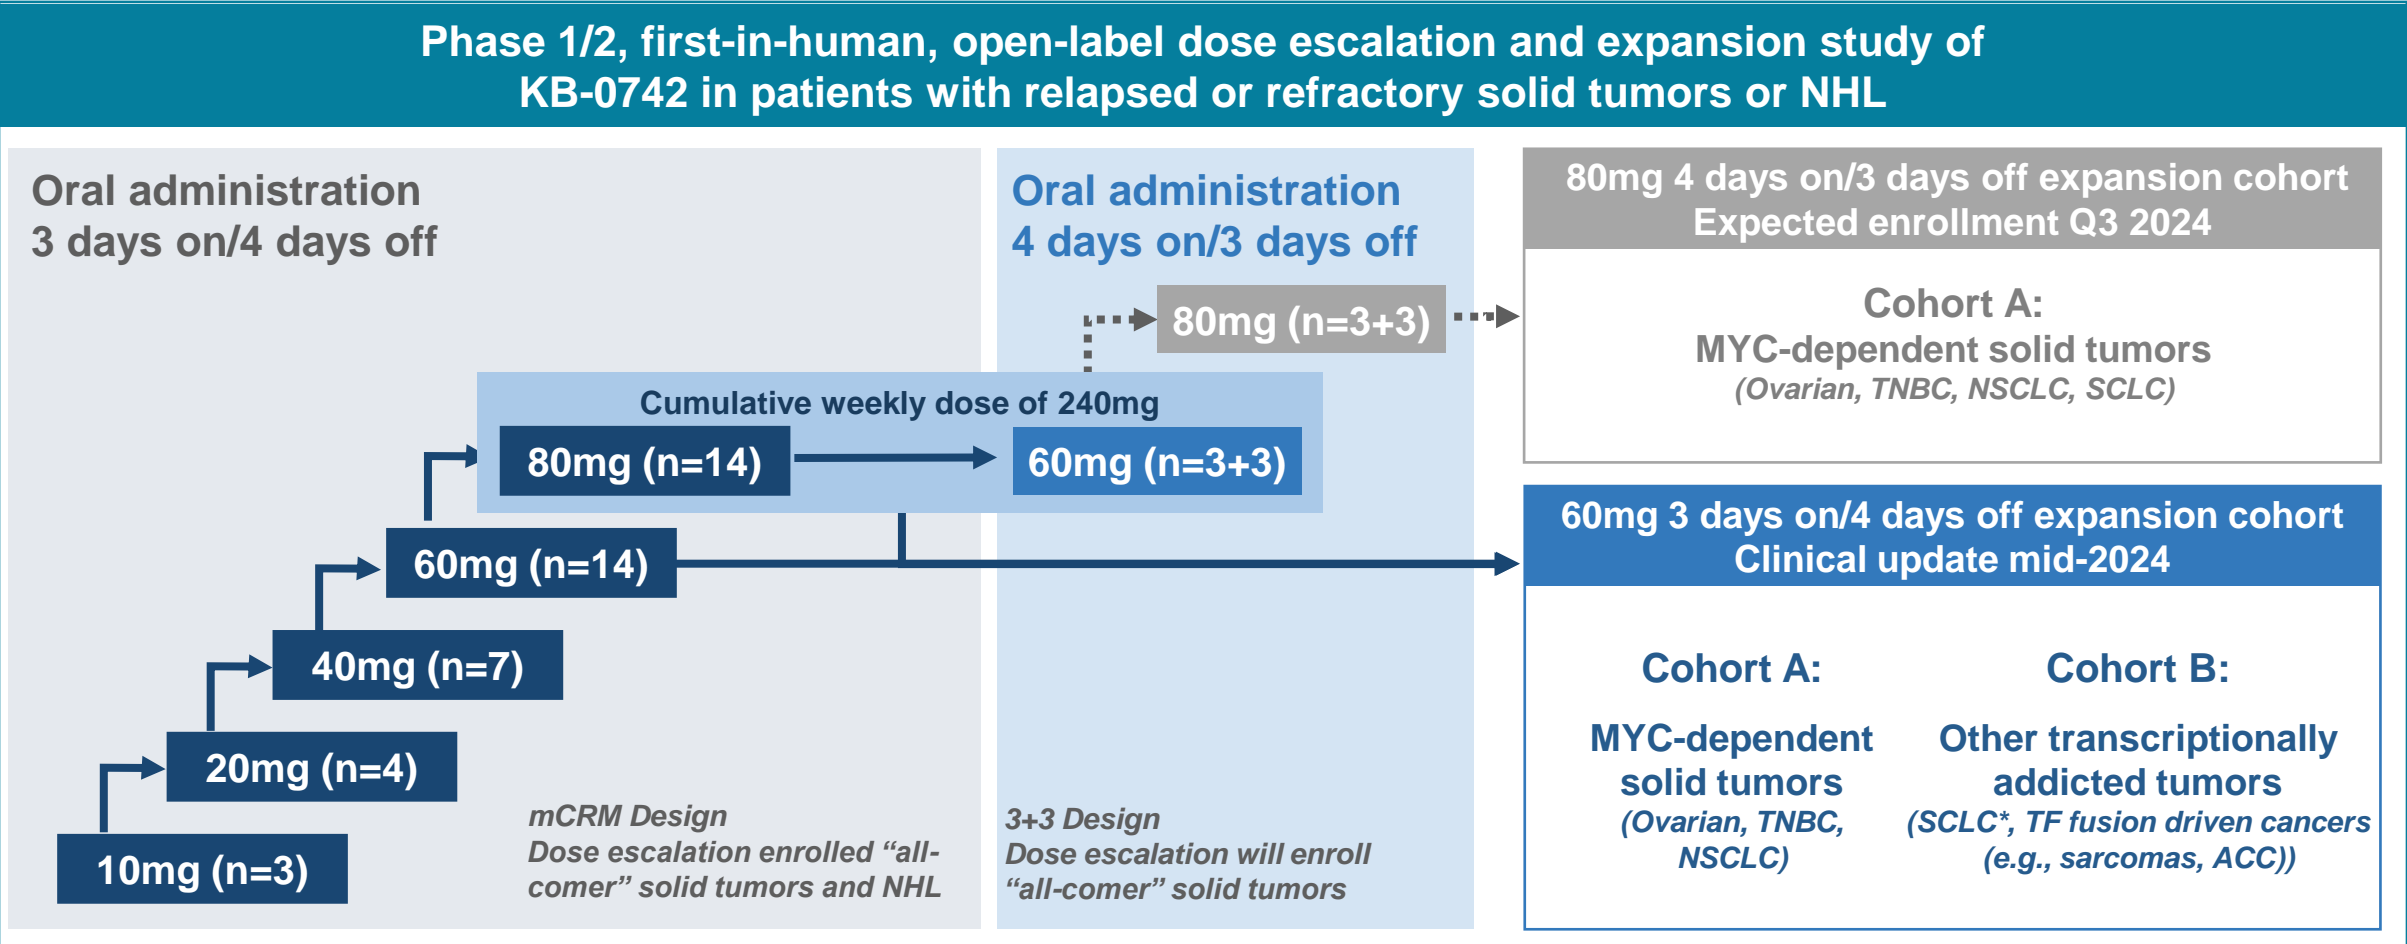 Phase 1/2, first-in-human, open-label dose escalation and expansion study of
KB-0742 in patients with relapsed or refractory solid tumors or NHL
Oral administration
3 days on/4 days off
Cumulative weekly dose of 240mg
80mg (n=14)
60mg (n=14)
40mg (n=7)
20mg (n=4)
10mg (n=3)
mCRM Design
Dose escalation enrolled “all-
comer” solid tumors and NHL
Oral administration
4 days on/3 days off
80mg (n=3+3)
60mg (n=3+3)
3+3 Design
Dose escalation will enroll
“all-comer” solid tumors
80mg 4 days on/3 days off expansion cohort
Expected enrollment Q3 2024
Cohort A:
MYC-dependent solid tumors
(Ovarian, TNBC, NSCLC, SCLC)
60mg 3 days on/4 days off expansion cohort
Clinical update mid-2024
Cohort A:
MYC-dependent
solid tumors
(Ovarian, TNBC,
NSCLC)
Cohort B:
Other transcriptionally
addicted tumors
(SCLC*, TF fusion driven cancers
(e.g., sarcomas, ACC))